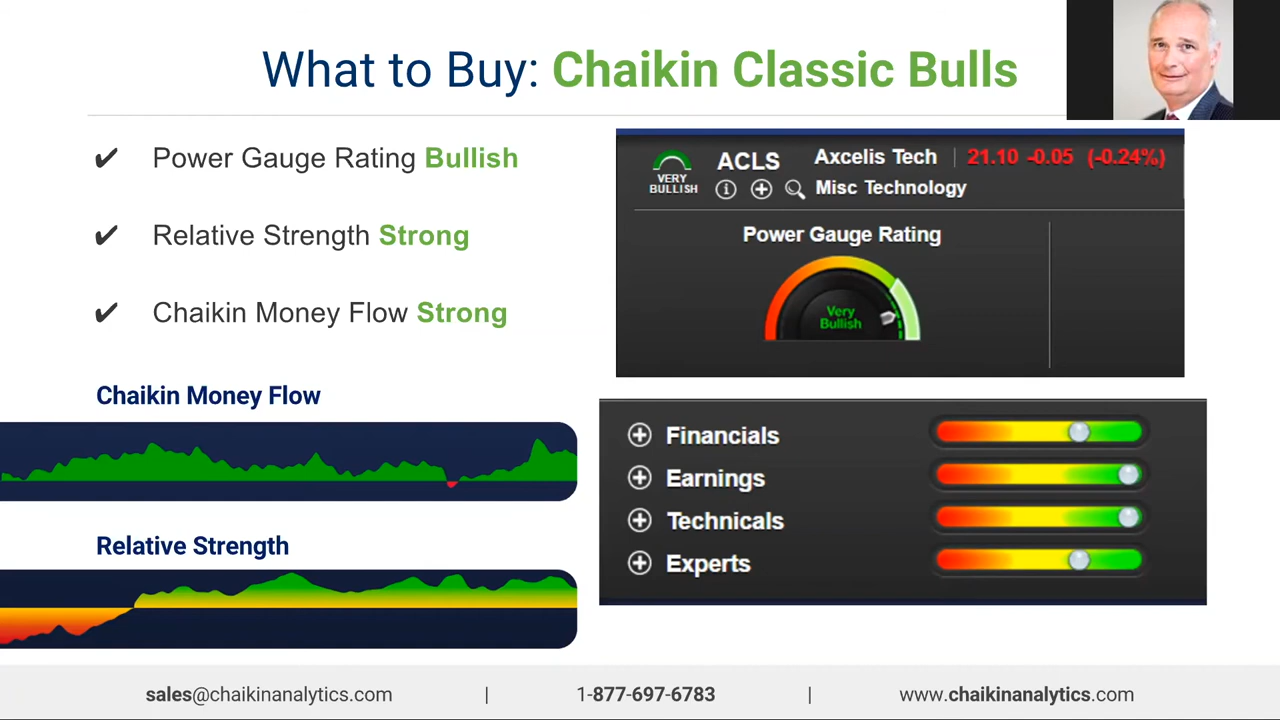 What to Buy: Chaikin Classic Bulls
✔ Power Gauge Rating Bullish
✔ Relative Strength Strong
✔ Chaikin Money Flow Strong
Chaikin Money Flow
Relative Strength
VERY
BULLISH
ACLS
Axcelis Tech | 21.10 -0.05 (-0.24%)
Misc Technology
Power Gauge Rating
Very
Bullish
Financials
Earnings
Technicals
Experts
sales@chaikinanalytics.com | 1-877-697-6783 | www.chaikinanalytics.com